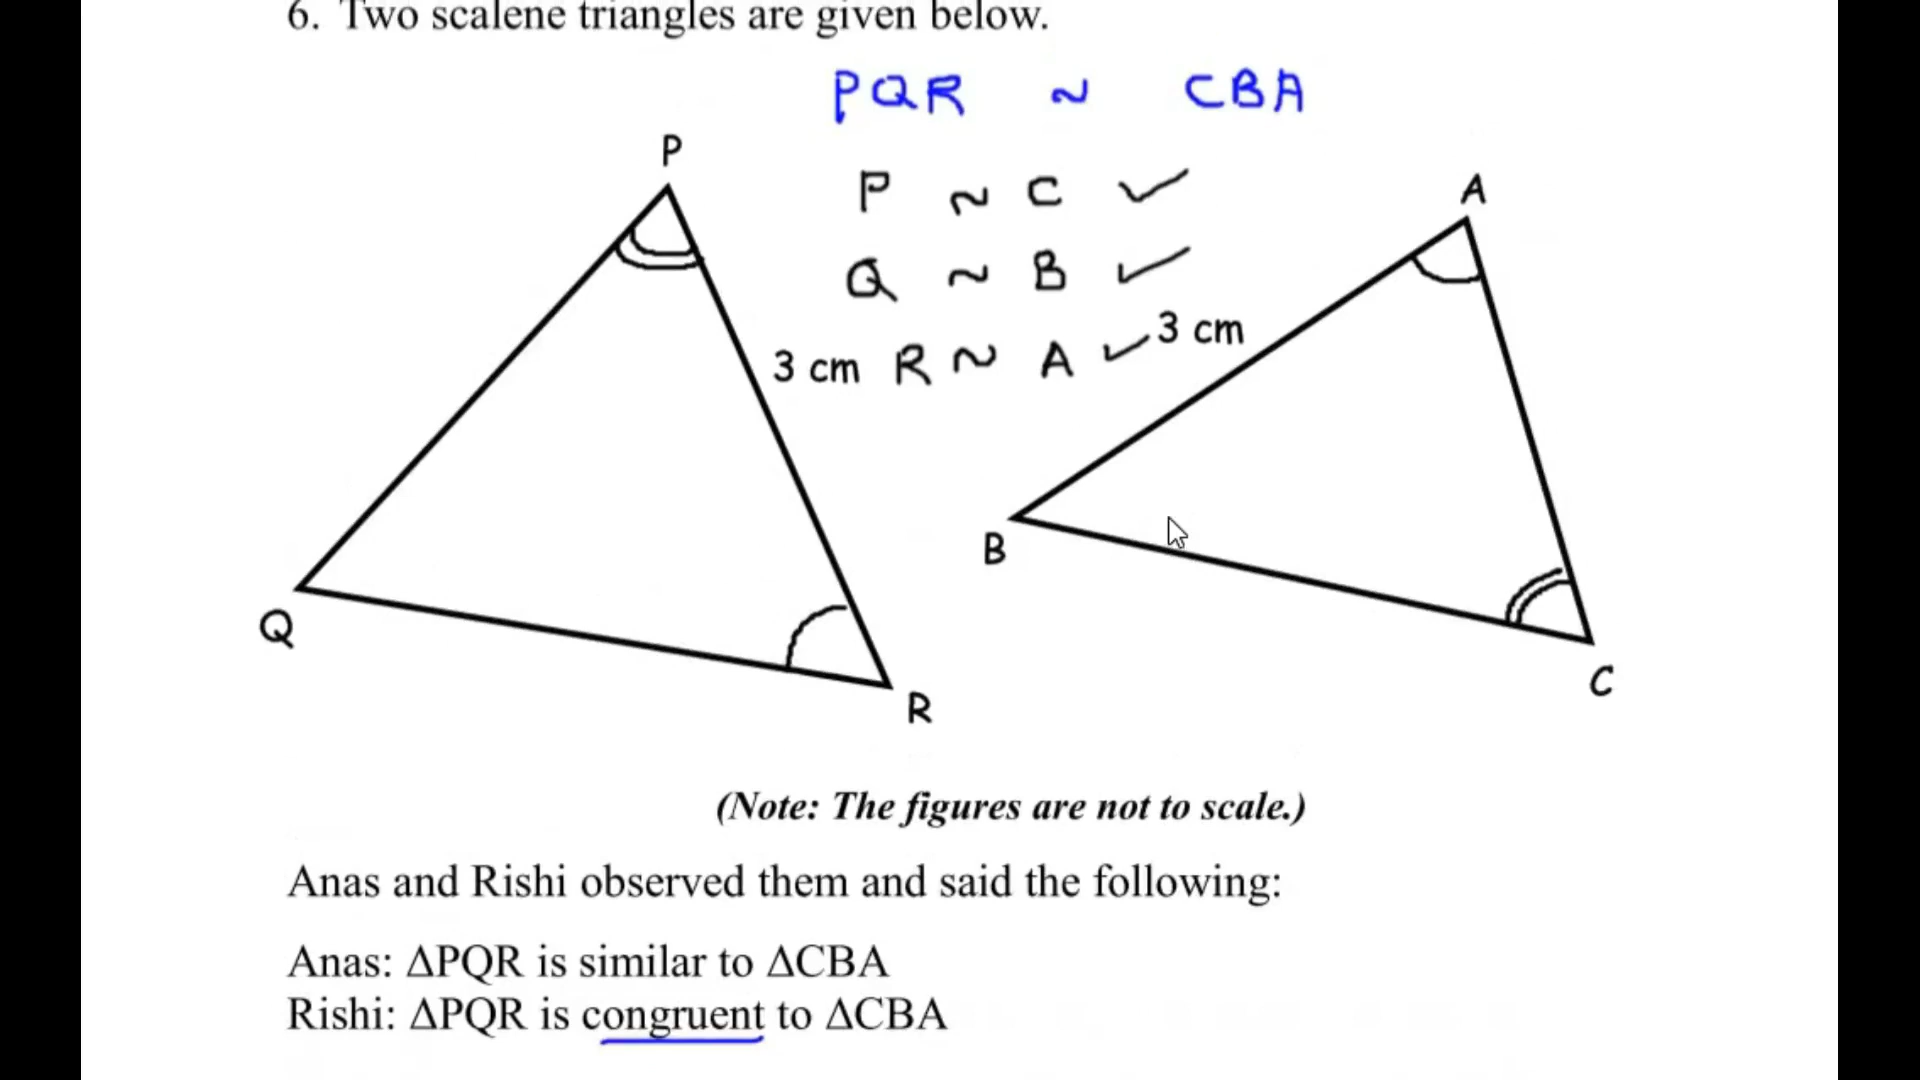 6. Two scalene triangles are given below.
PQR ~ CBA
P
P ~ C ✓
A
Q ~ B ✓
3 cm
3 cm R ~ A ✓
B
Q
C
R
(Note: The figures are not to scale.)
Anas and Rishi observed them and said the following:
Anas: ΔPQR is similar to ΔCBA
Rishi: ΔPQR is congruent to ΔCBA